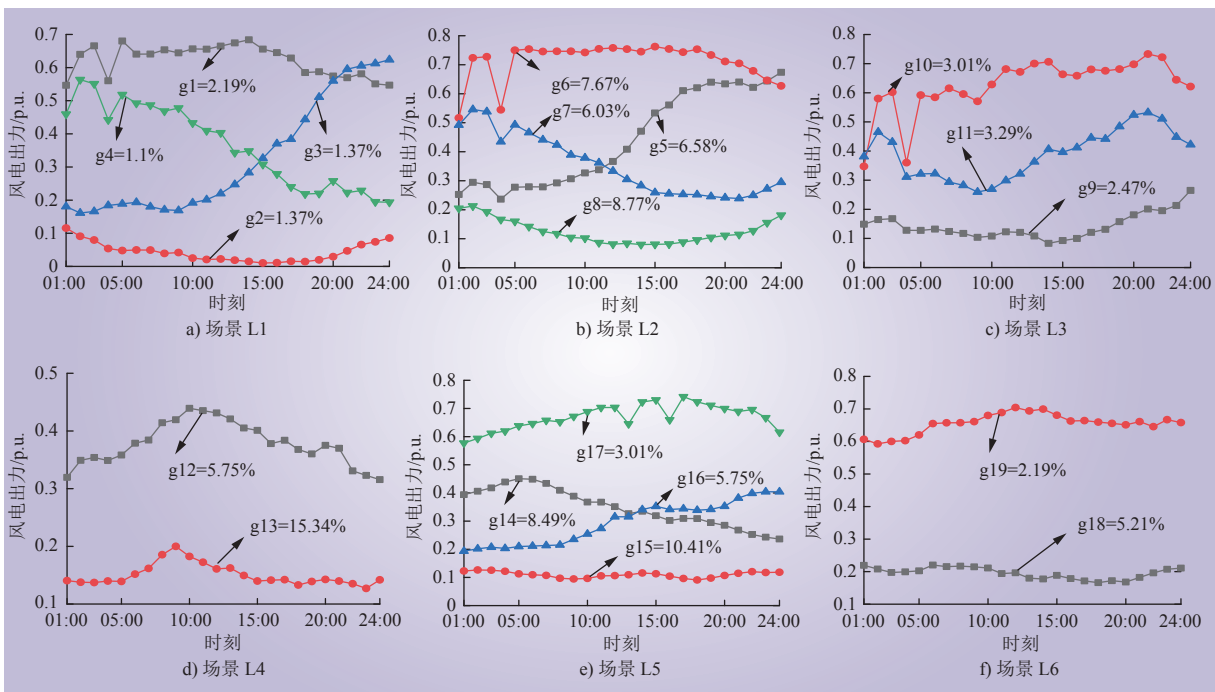 风电出力/p.u.
0.7
0.6
0.5
0.4
0.3
0.2
0.1
0
g1=2.19%
g4=1.1%
g3=1.37%
g2=1.37%
01:00 05:00 10:00 15:00 20:00 24:00
时刻
a) 场景 L1
风电出力/p.u.
0.8
0.7
0.6
0.5
0.4
0.3
0.2
0.1
0
g6=7.67%
g7=6.03%
g5=6.58%
g8=8.77%
01:00 05:00 10:00 15:00 20:00 24:00
时刻
b) 场景 L2
风电出力/p.u.
0.8
0.7
0.6
0.5
0.4
0.3
0.2
0.1
0
g10=3.01%
g11=3.29%
g9=2.47%
01:00 05:00 10:00 15:00 20:00 24:00
时刻
c) 场景 L3
风电出力/p.u.
0.5
0.4
0.3
0.2
0.1
g12=5.75%
g13=15.34%
01:00 05:00 10:00 15:00 20:00 24:00
时刻
d) 场景 L4
风电出力/p.u.
0.8
0.7
0.6
0.5
0.4
0.3
0.2
0.1
0
g17=3.01%
g16=5.75%
g14=8.49%
g15=10.41%
01:00 05:00 10:00 15:00 20:00 24:00
时刻
e) 场景 L5
风电出力/p.u.
0.8
0.7
0.6
0.5
0.4
0.3
0.2
0.1
g19=2.19%
g18=5.21%
01:00 05:00 10:00 15:00 20:00 24:00
时刻
f) 场景 L6